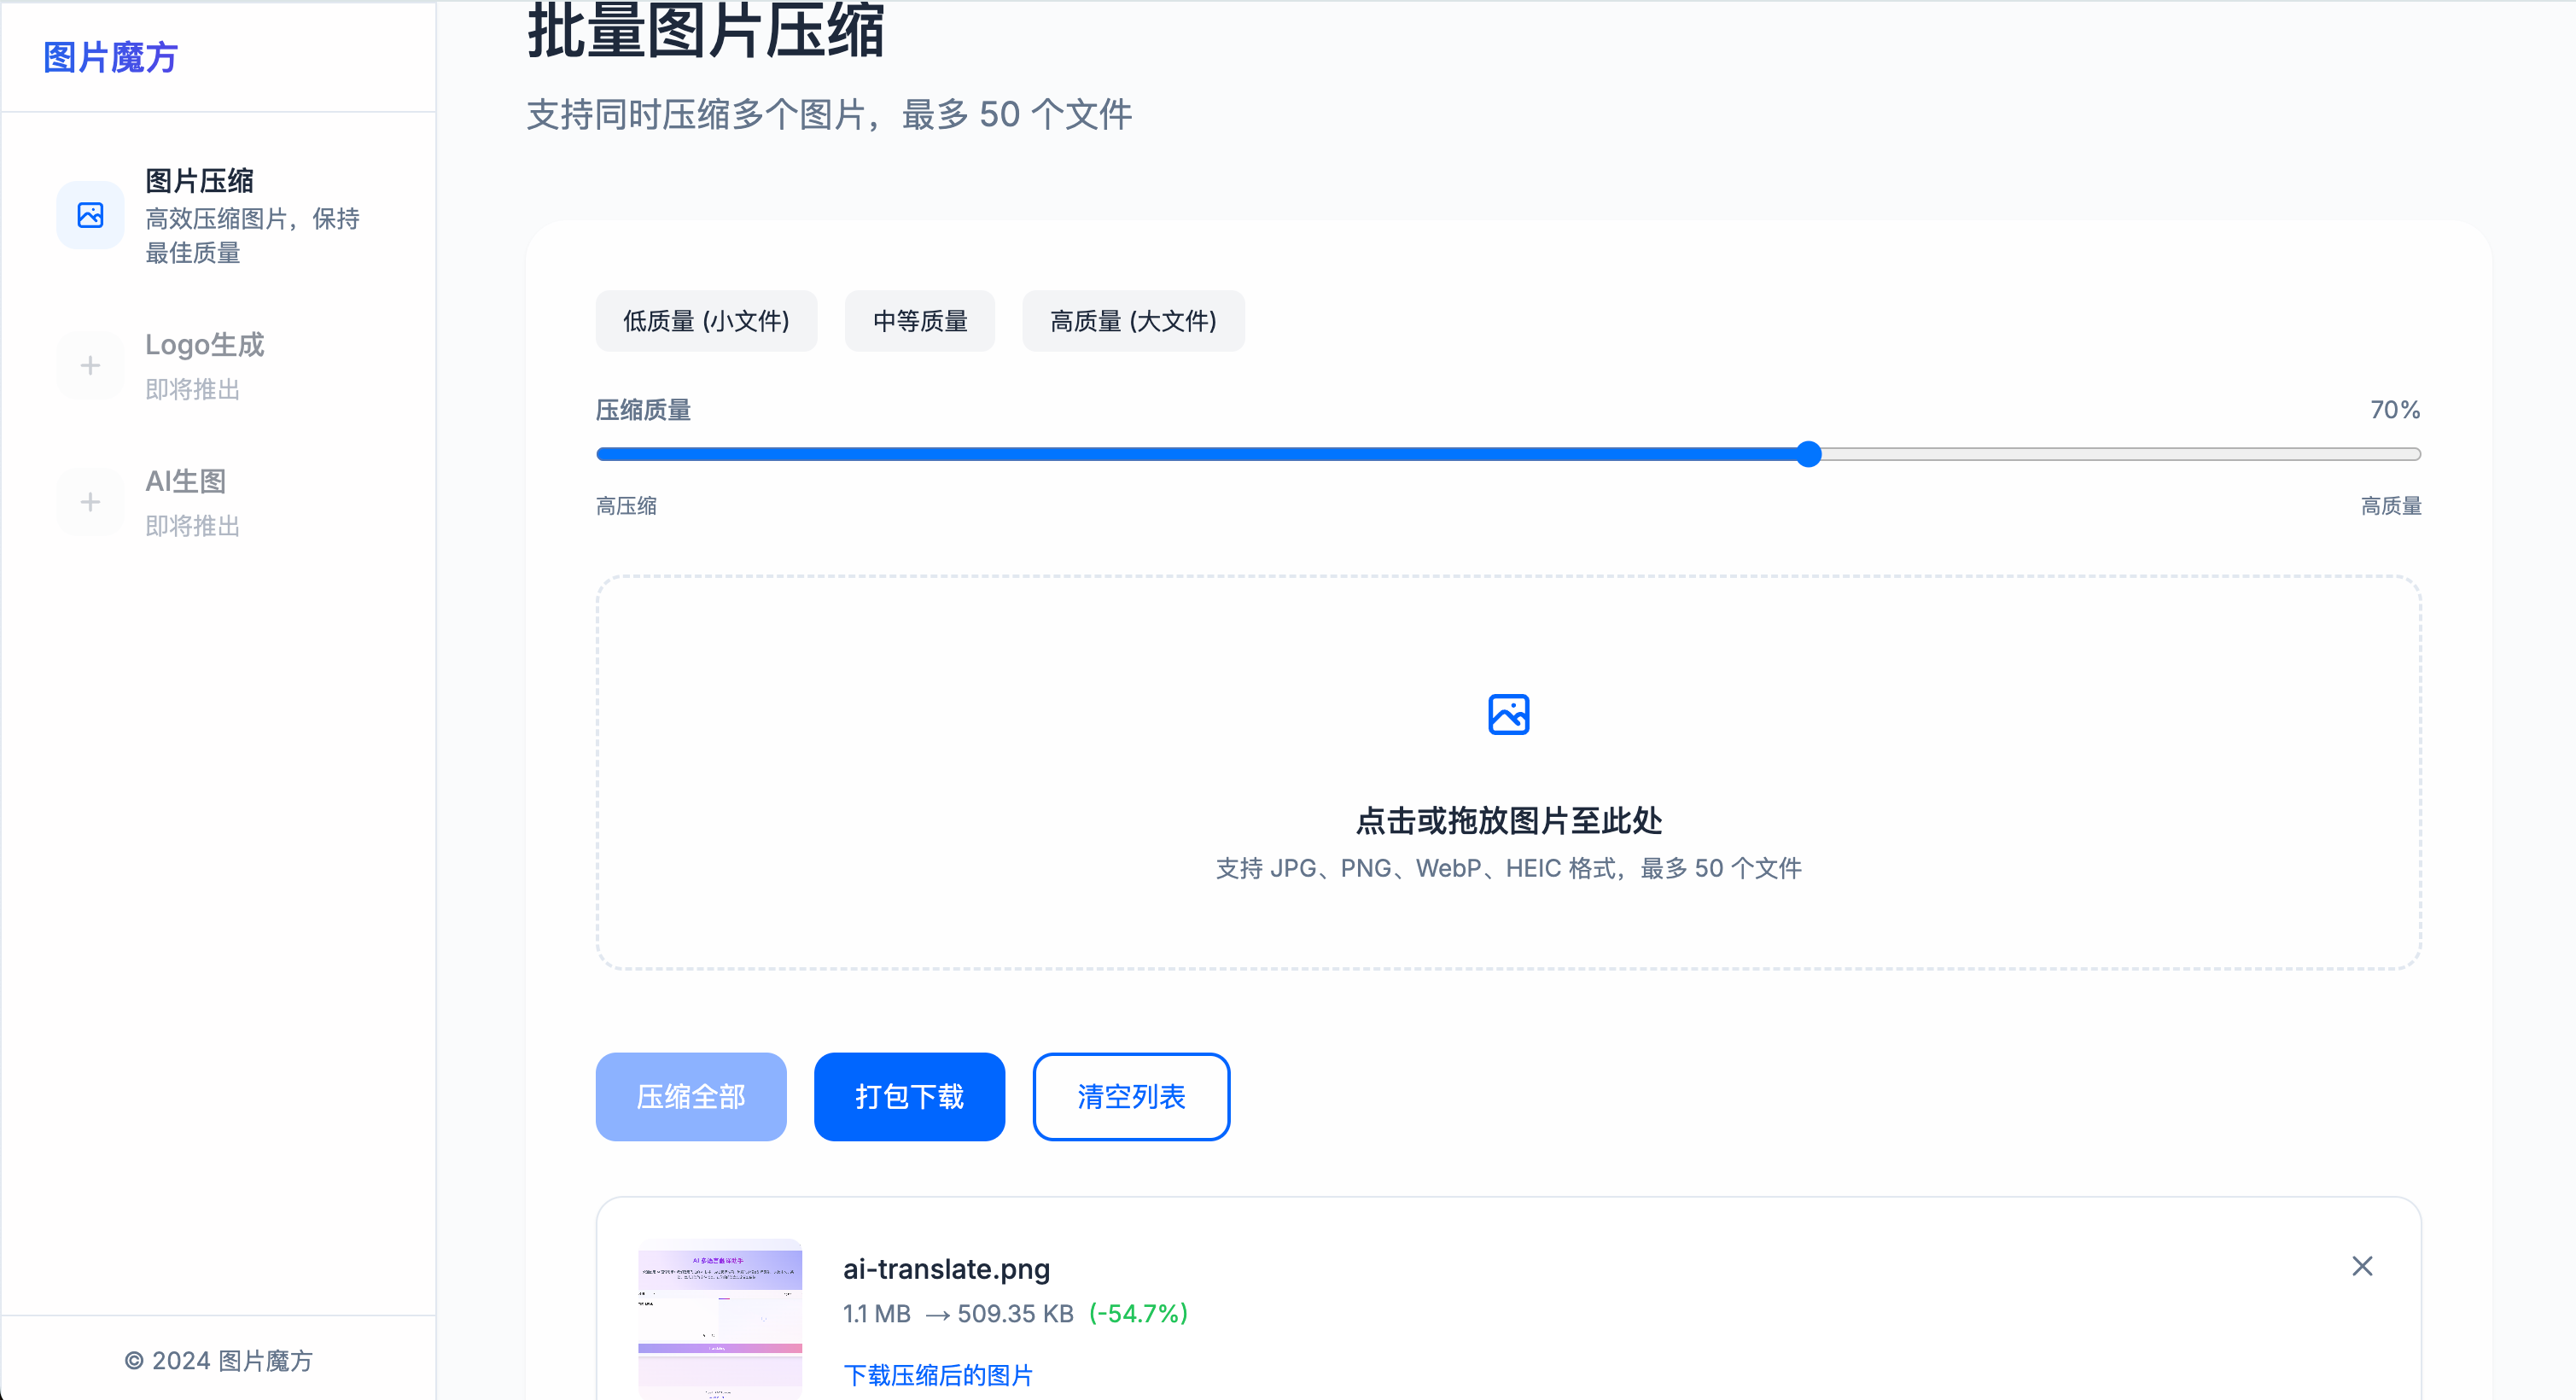 图片魔方
图片压缩
高效压缩图片，保持
最佳质量
Logo生成
即将推出
AI生图
即将推出
© 2024 图片魔方
批量图片压缩
支持同时压缩多个图片，最多 50 个文件
低质量 (小文件)
中等质量
高质量 (大文件)
压缩质量
70%
高压缩
高质量
点击或拖放图片至此处
支持 JPG、PNG、WebP、HEIC 格式，最多 50 个文件
压缩全部
打包下载
清空列表
ai-translate.png
1.1 MB → 509.35 KB (-54.7%)
下载压缩后的图片